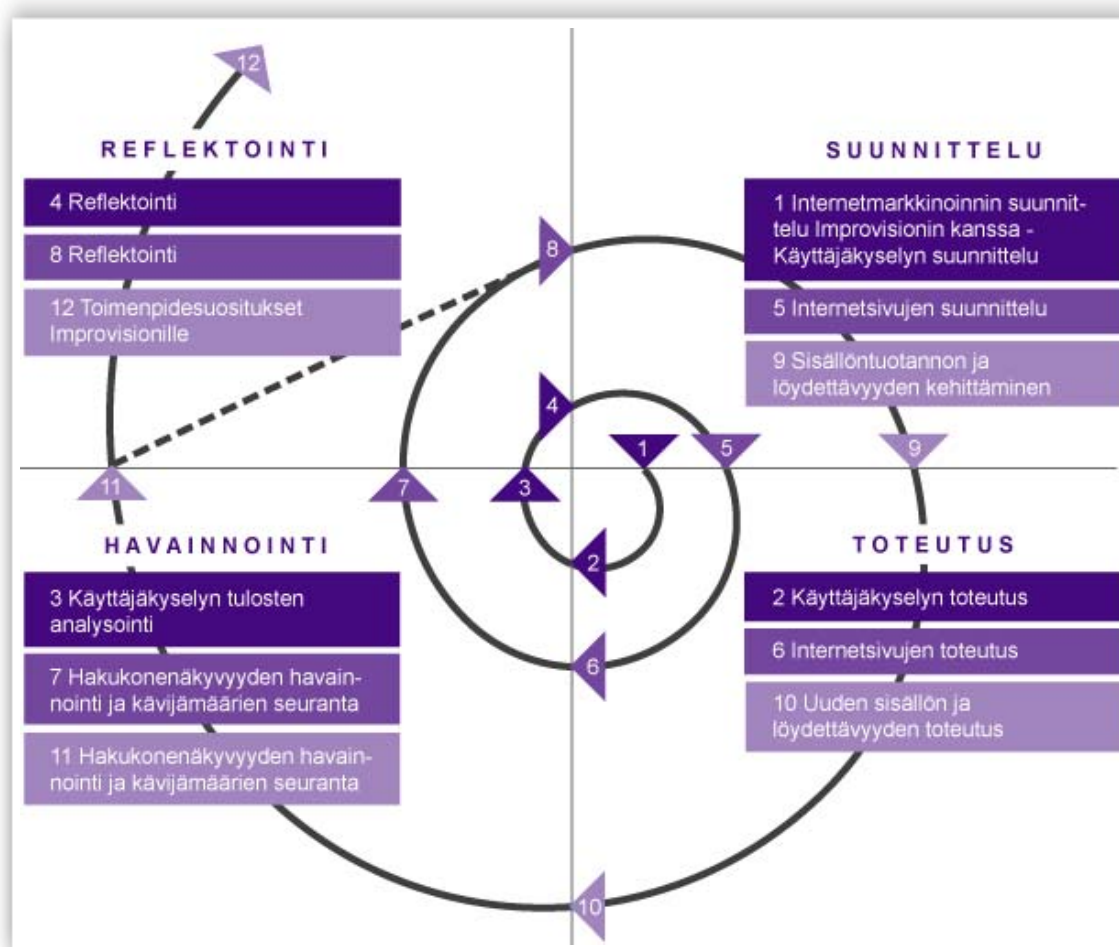 12
REFLEKTOINTI
4 Reflektointi
8 Reflektointi
12 Toimenpidesuositukset
Improvisionille
SUUNNITTELU
1 Internetmarkkinoinnin suunnit-
telu Improvisionin kanssa -
Käyttäjäkyselyn suunnittelu
5 Internetsivujen suunnittelu
9 Sisällöntuotannon ja
löydettävyyden kehittäminen
8
4
1
5
9
11
7
3
2
6
10
HAVAINNOINTI
3 Käyttäjäkyselyn tulosten
analysointi
7 Hakukonenäkyvyyden havain-
nointi ja kävijämäärien seuranta
11 Hakukonenäkyvyyden havain-
nointi ja kävijämäärien seuranta
TOTEUTUS
2 Käyttäjäkyselyn toteutus
6 Internetsivujen toteutus
10 Uuden sisällön ja
löydettävyyden toteutus